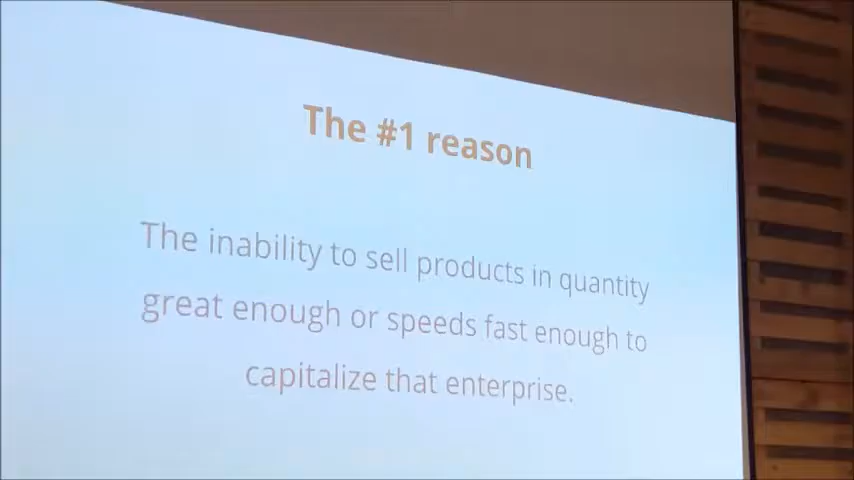 The #1 reason
The inability to sell products in quantity
great enough or speeds fast enough to
capitalize that enterprise.